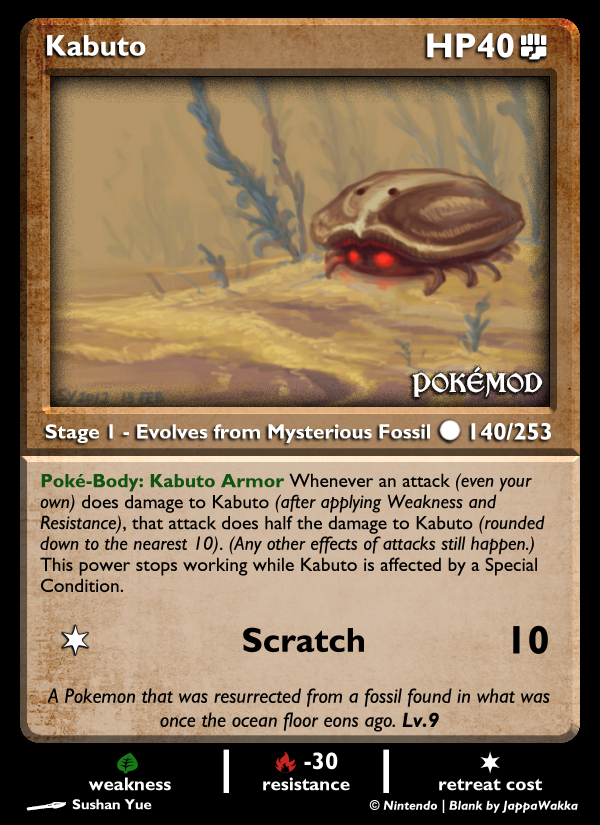 Kabuto HP40
POKÉMOD
Stage 1 - Evolves from Mysterious Fossil 140/253
Poké-Body: Kabuto Armor Whenever an attack (even your
own) does damage to Kabuto (after applying Weakness and
Resistance), that attack does half the damage to Kabuto (rounded
down to the nearest 10). (Any other effects of attacks still happen.)
This power stops working while Kabuto is affected by a Special
Condition.
Scratch 10
A Pokemon that was resurrected from a fossil found in what was
once the ocean floor eons ago. Lv.9
-30
weakness resistance retreat cost
Sushan Yue © Nintendo | Blank by JappaWakka